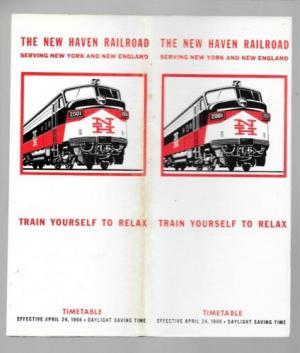 THE NEW HAVEN RAILROAD
SERVING NEW YORK AND NEW ENGLAND
2001
N
H
TRAIN YOURSELF TO RELAX
TIMETABLE
EFFECTIVE APRIL 24, 1966 • DAYLIGHT SAVING TIME
THE NEW HAVEN RAILROAD
SERVING NEW YORK AND NEW ENGLAND
2001
N
H
TRAIN YOURSELF TO RELAX
TIMETABLE
EFFECTIVE APRIL 24, 1966 • DAYLIGHT SAVING TIME